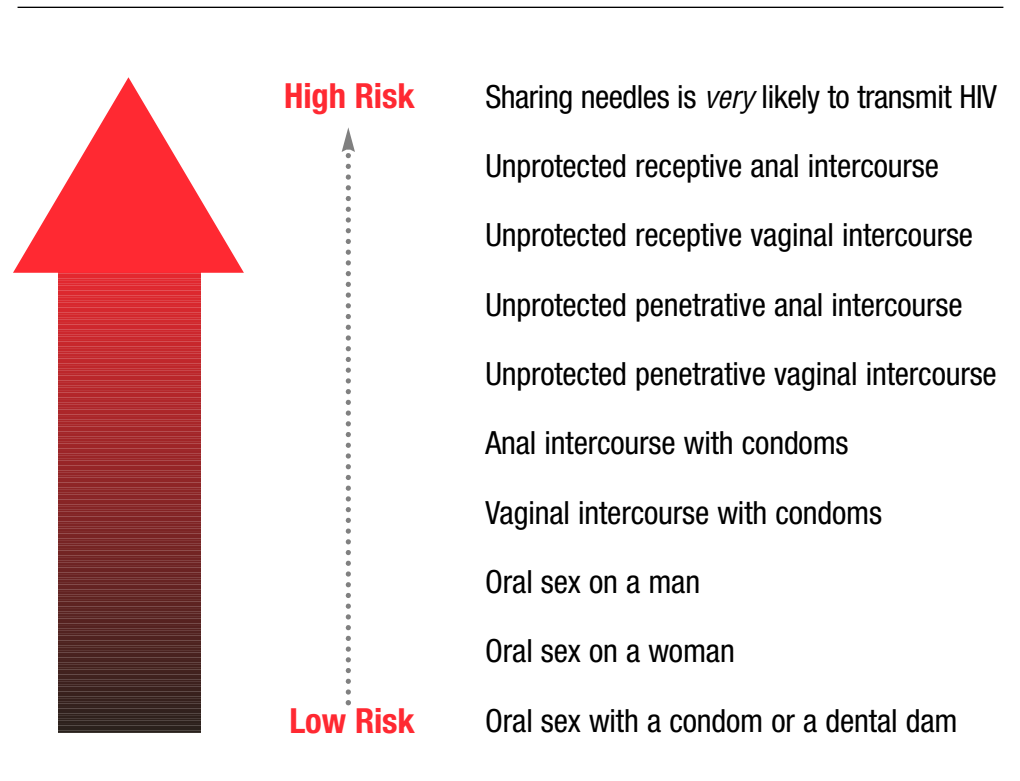 High Risk Sharing needles is very likely to transmit HIV
Unprotected receptive anal intercourse
Unprotected receptive vaginal intercourse
Unprotected penetrative anal intercourse
Unprotected penetrative vaginal intercourse
Anal intercourse with condoms
Vaginal intercourse with condoms
Oral sex on a man
Oral sex on a woman
Low Risk Oral sex with a condom or a dental dam